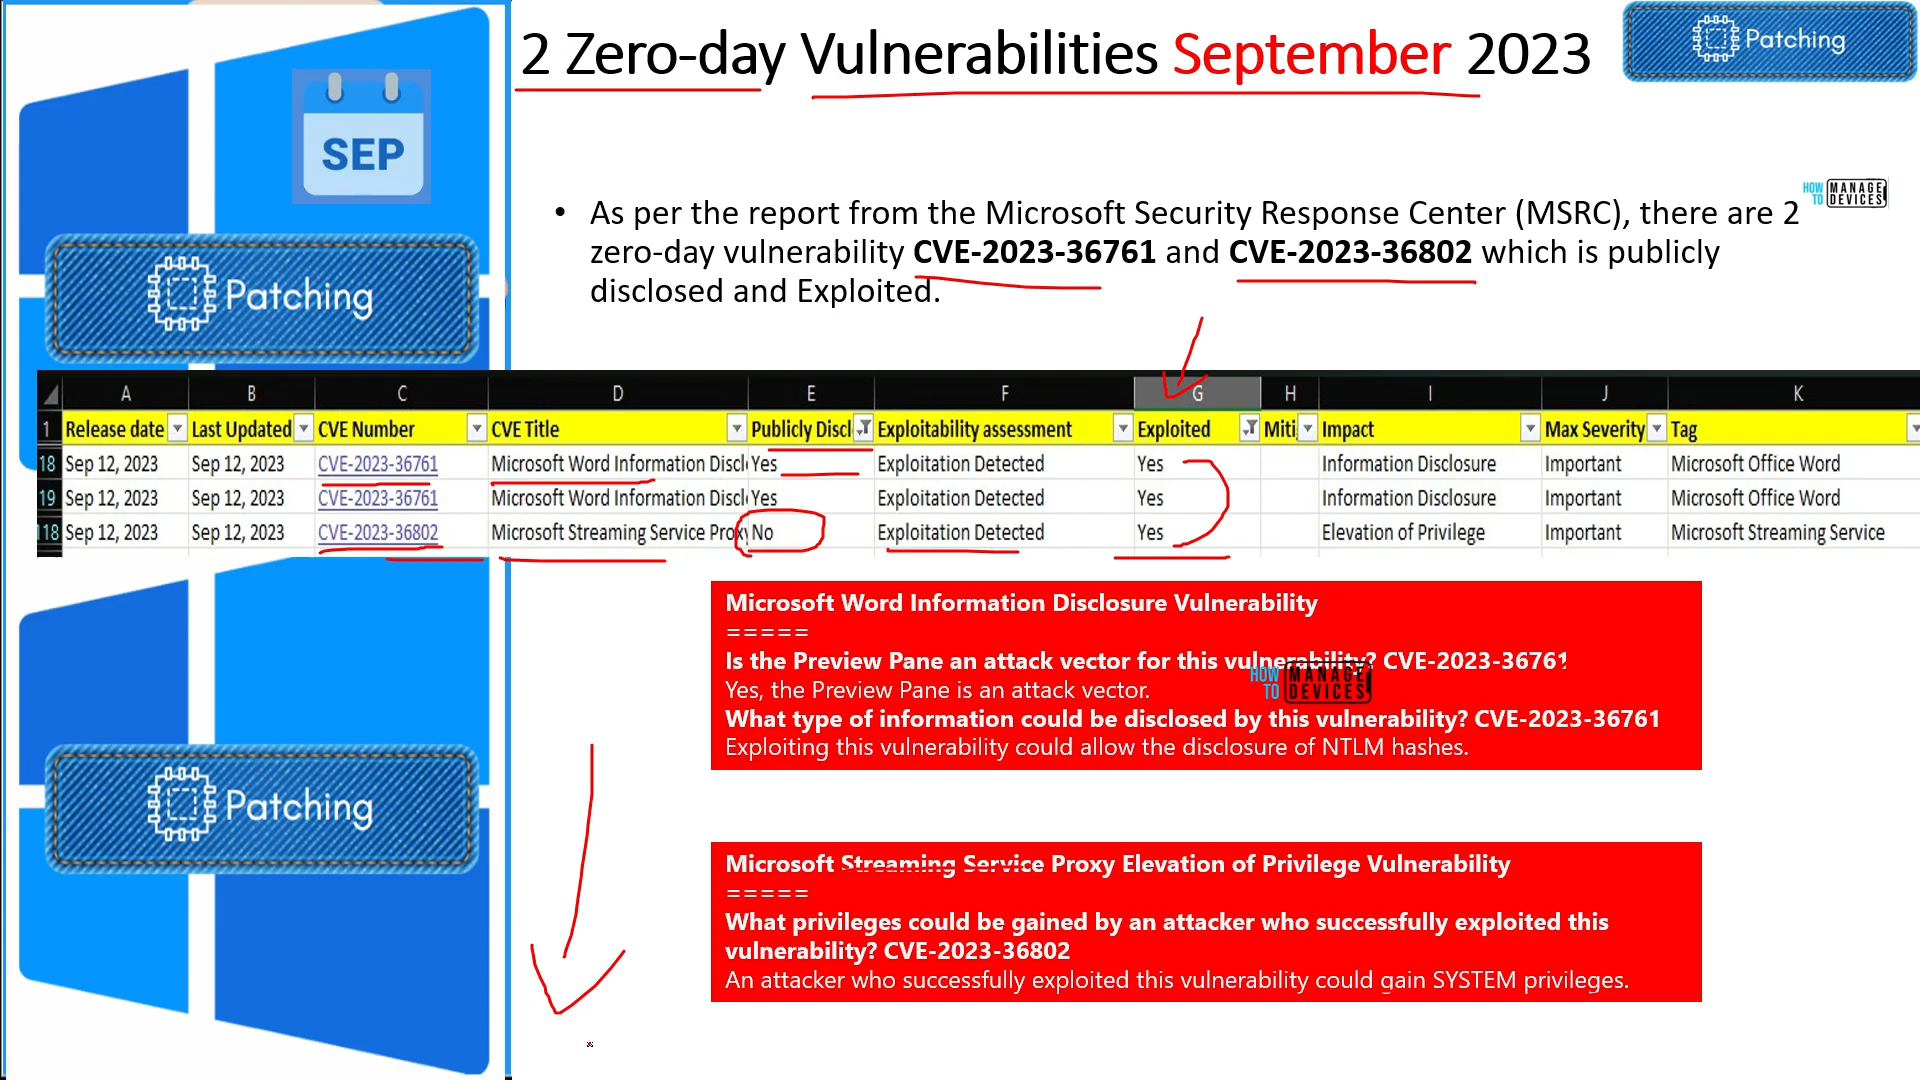 2 Zero-day Vulnerabilities September 2023
Patching
SEP
HOW TO MANAGE DEVICES
• As per the report from the Microsoft Security Response Center (MSRC), there are 2
zero-day vulnerability CVE-2023-36761 and CVE-2023-36802 which is publicly
disclosed and Exploited.
Patching
A B C D E F G H I J K
1 Release date Last Updated CVE Number CVE Title Publicly Discl Exploitability assessment Exploited Miti Impact Max Severity Tag
18 Sep 12, 2023 Sep 12, 2023 CVE-2023-36761 Microsoft Word Information Discl Yes Exploitation Detected Yes Information Disclosure Important Microsoft Office Word
19 Sep 12, 2023 Sep 12, 2023 CVE-2023-36761 Microsoft Word Information Discl Yes Exploitation Detected Yes Information Disclosure Important Microsoft Office Word
118 Sep 12, 2023 Sep 12, 2023 CVE-2023-36802 Microsoft Streaming Service Proxy No Exploitation Detected Yes Elevation of Privilege Important Microsoft Streaming Service
Microsoft Word Information Disclosure Vulnerability
=====
Is the Preview Pane an attack vector for this vulnerability? CVE-2023-36761
Yes, the Preview Pane is an attack vector.
HOW TO MANAGE DEVICES
What type of information could be disclosed by this vulnerability? CVE-2023-36761
Exploiting this vulnerability could allow the disclosure of NTLM hashes.
Patching
Microsoft Streaming Service Proxy Elevation of Privilege Vulnerability
=====
What privileges could be gained by an attacker who successfully exploited this
vulnerability? CVE-2023-36802
An attacker who successfully exploited this vulnerability could gain SYSTEM privileges.